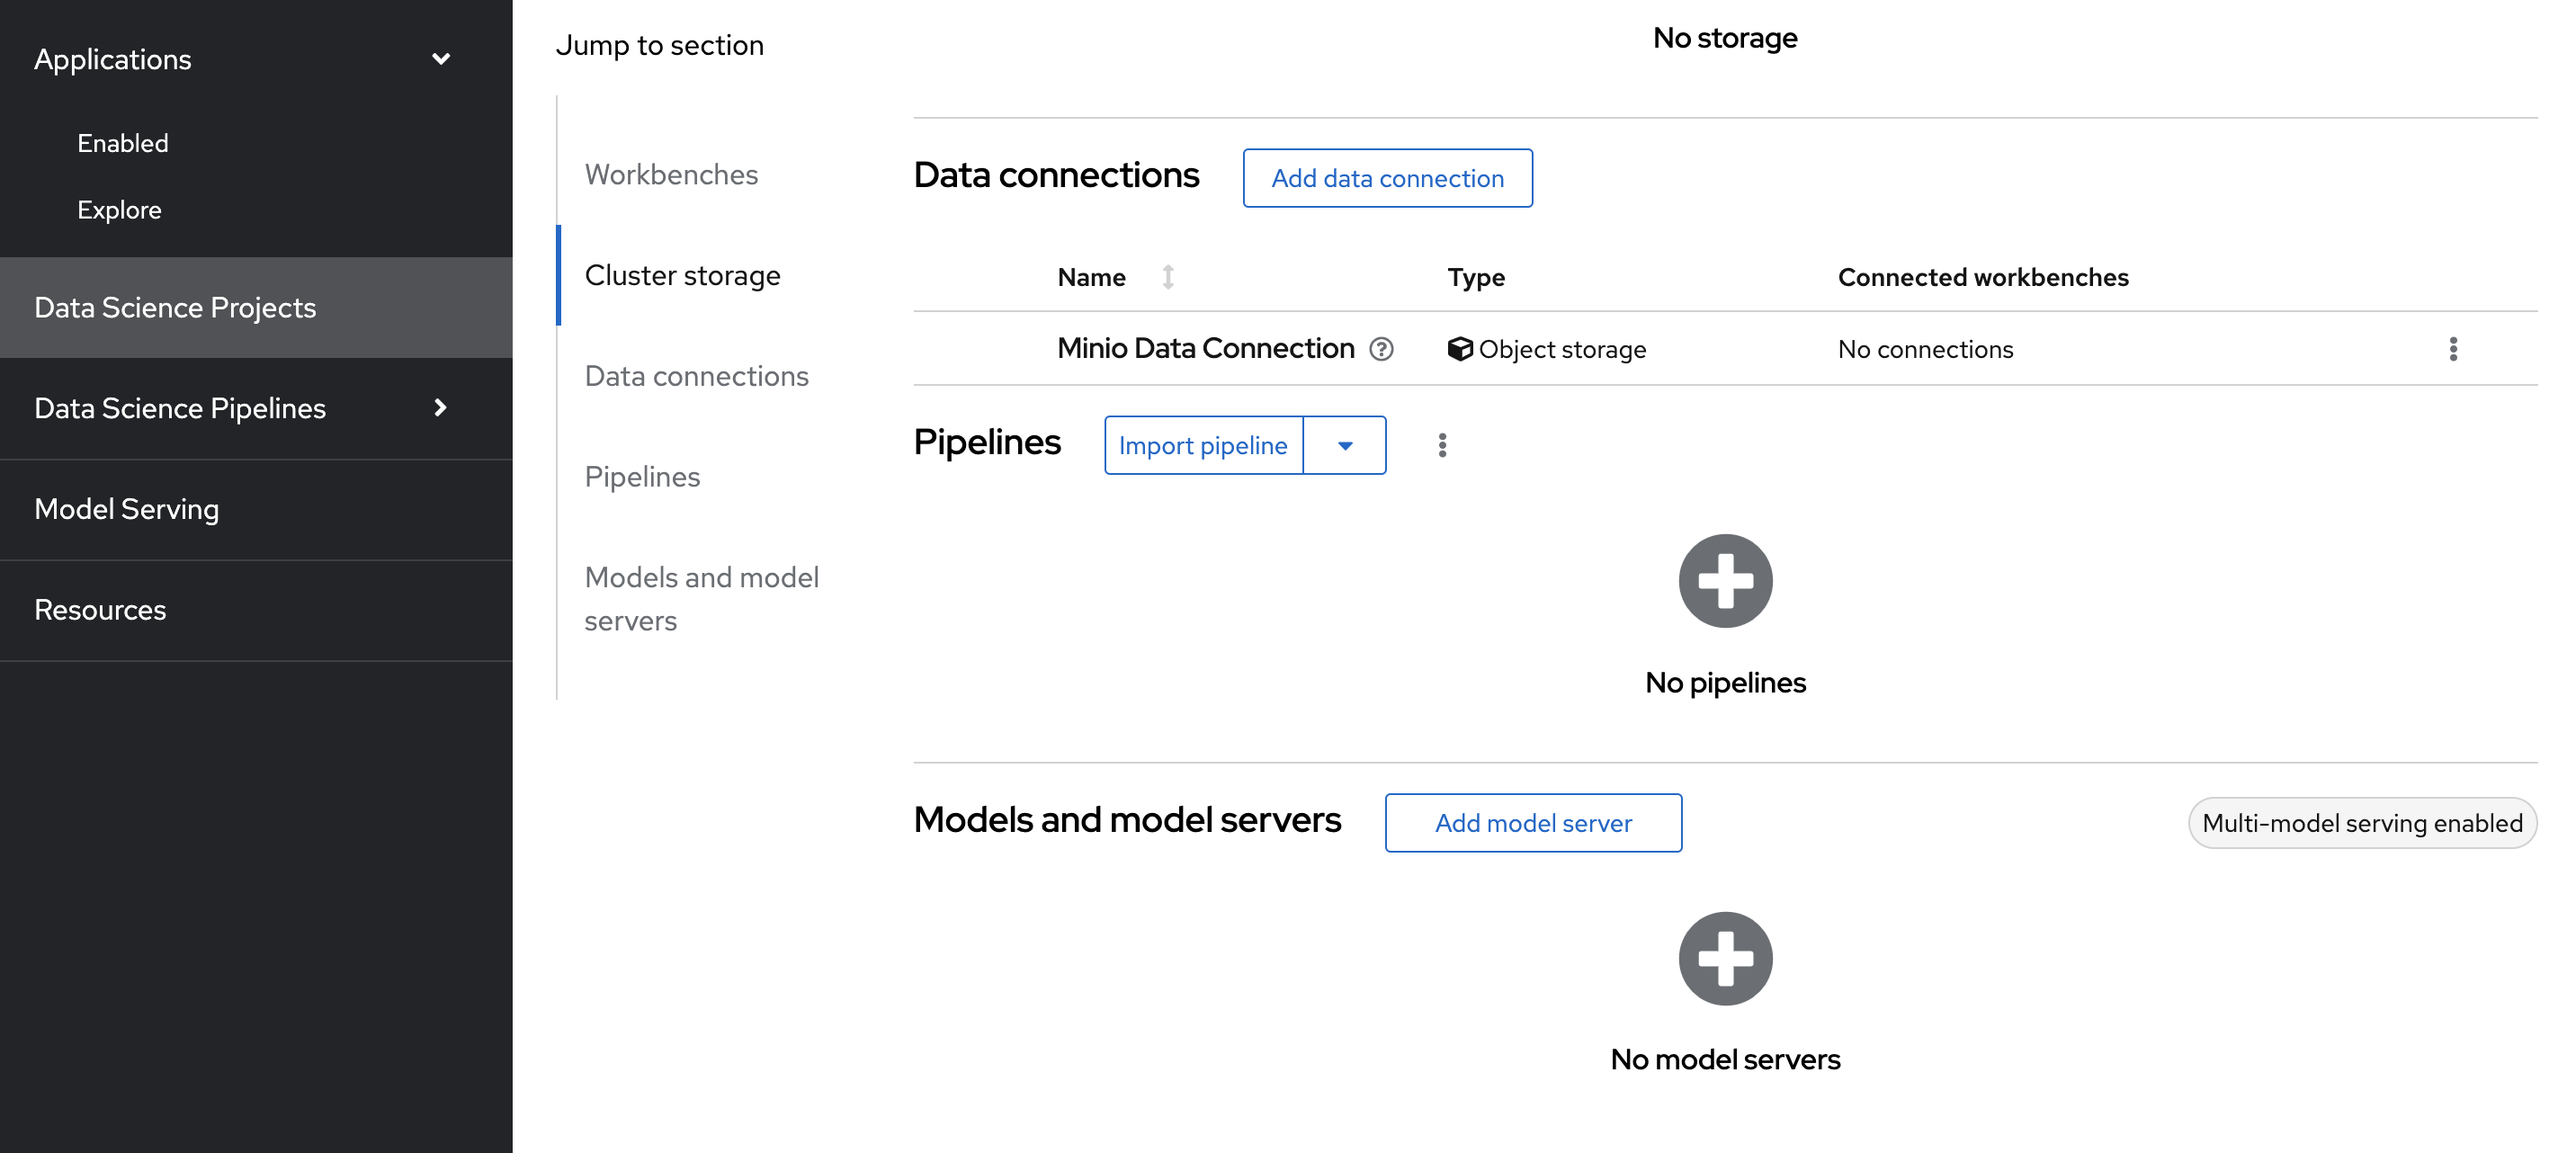 Applications
Enabled
Explore
Data Science Projects
Data Science Pipelines
Model Serving
Resources
Jump to section
Workbenches
Cluster storage
Data connections
Pipelines
Models and model
servers
No storage
Data connections
Add data connection
Name
Type
Connected workbenches
Minio Data Connection
Object storage
No connections
Pipelines
Import pipeline
No pipelines
Models and model servers
Add model server
Multi-model serving enabled
No model servers